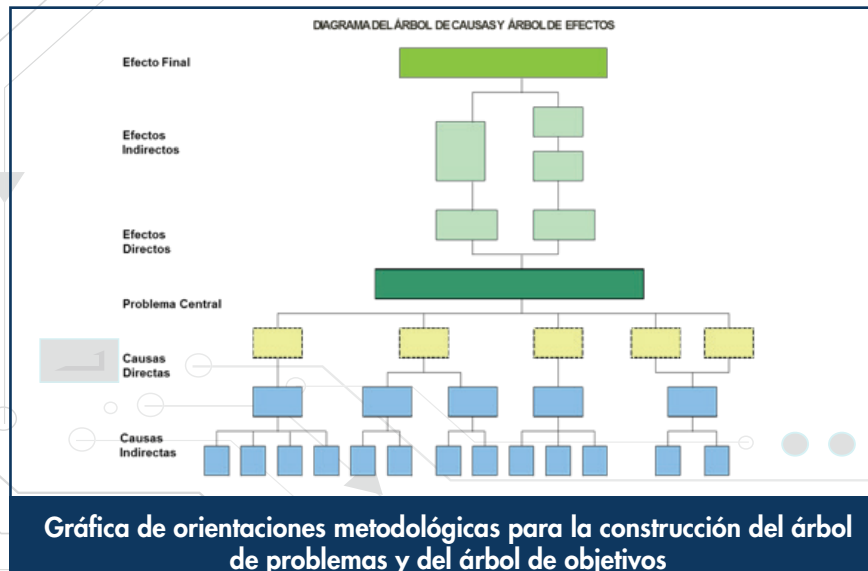 DIAGRAMA DEL ÁRBOL DE CAUSAS Y ÁRBOL DE EFECTOS
Efecto Final
Efectos
Indirectos
Efectos
Directos
Problema Central
Causas
Directas
Causas
Indirectas
Gráfica de orientaciones metodológicas para la construcción del árbol
de problemas y del árbol de objetivos